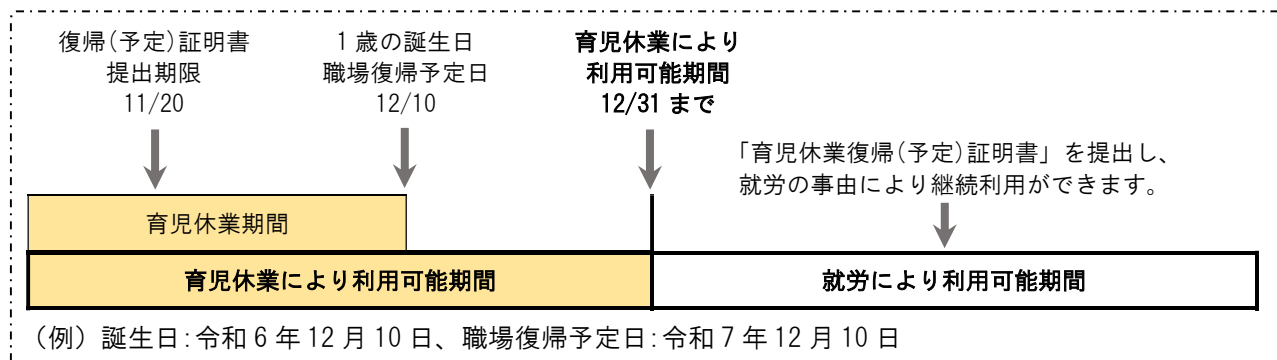 復帰(予定)証明書
提出期限
11/20
1歳の誕生日
職場復帰予定日
12/10
育児休業により
利用可能期間
12/31 まで
「育児休業復帰(予定)証明書」を提出し、
就労の事由により継続利用ができます。
育児休業期間
育児休業により利用可能期間
就労により利用可能期間
(例)誕生日:令和6年12月10日、職場復帰予定日:令和7年12月10日